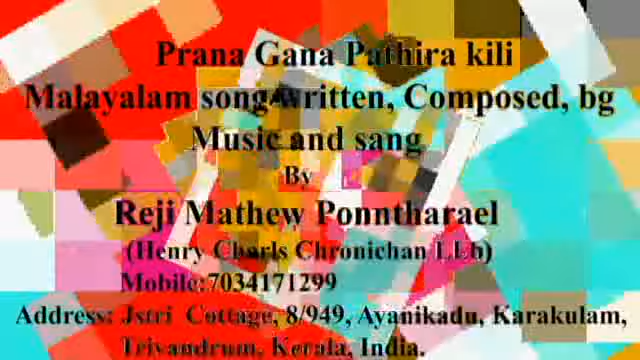 Prana Gana Pathira kili
Malayalam song written, Composed, bg
Music and sang
By
Reji Mathew Ponntharael
(Henry Charls Chronichan LLb)
Mobile:7034171299
Address: Jstri Cottage, 8/949, Ayanikadu, Karakulam,
Trivandrum, Kerala, India.